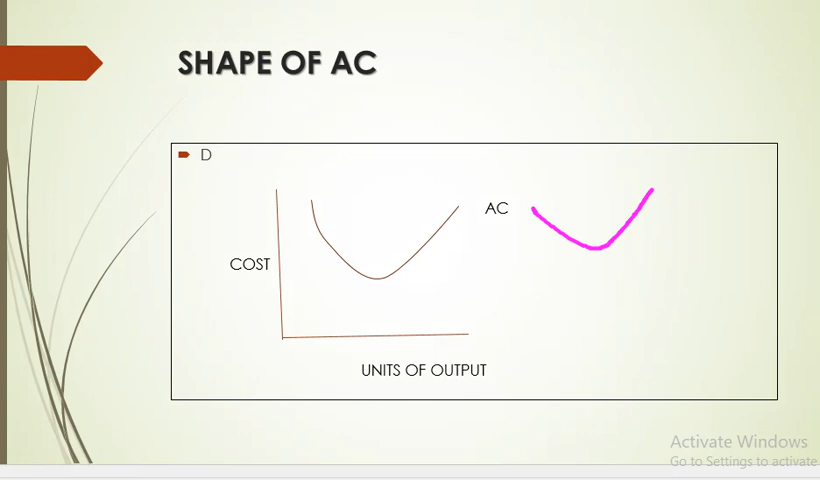 SHAPE OF AC
D
AC
COST
UNITS OF OUTPUT
Activate Windows
Go to Settings to activate